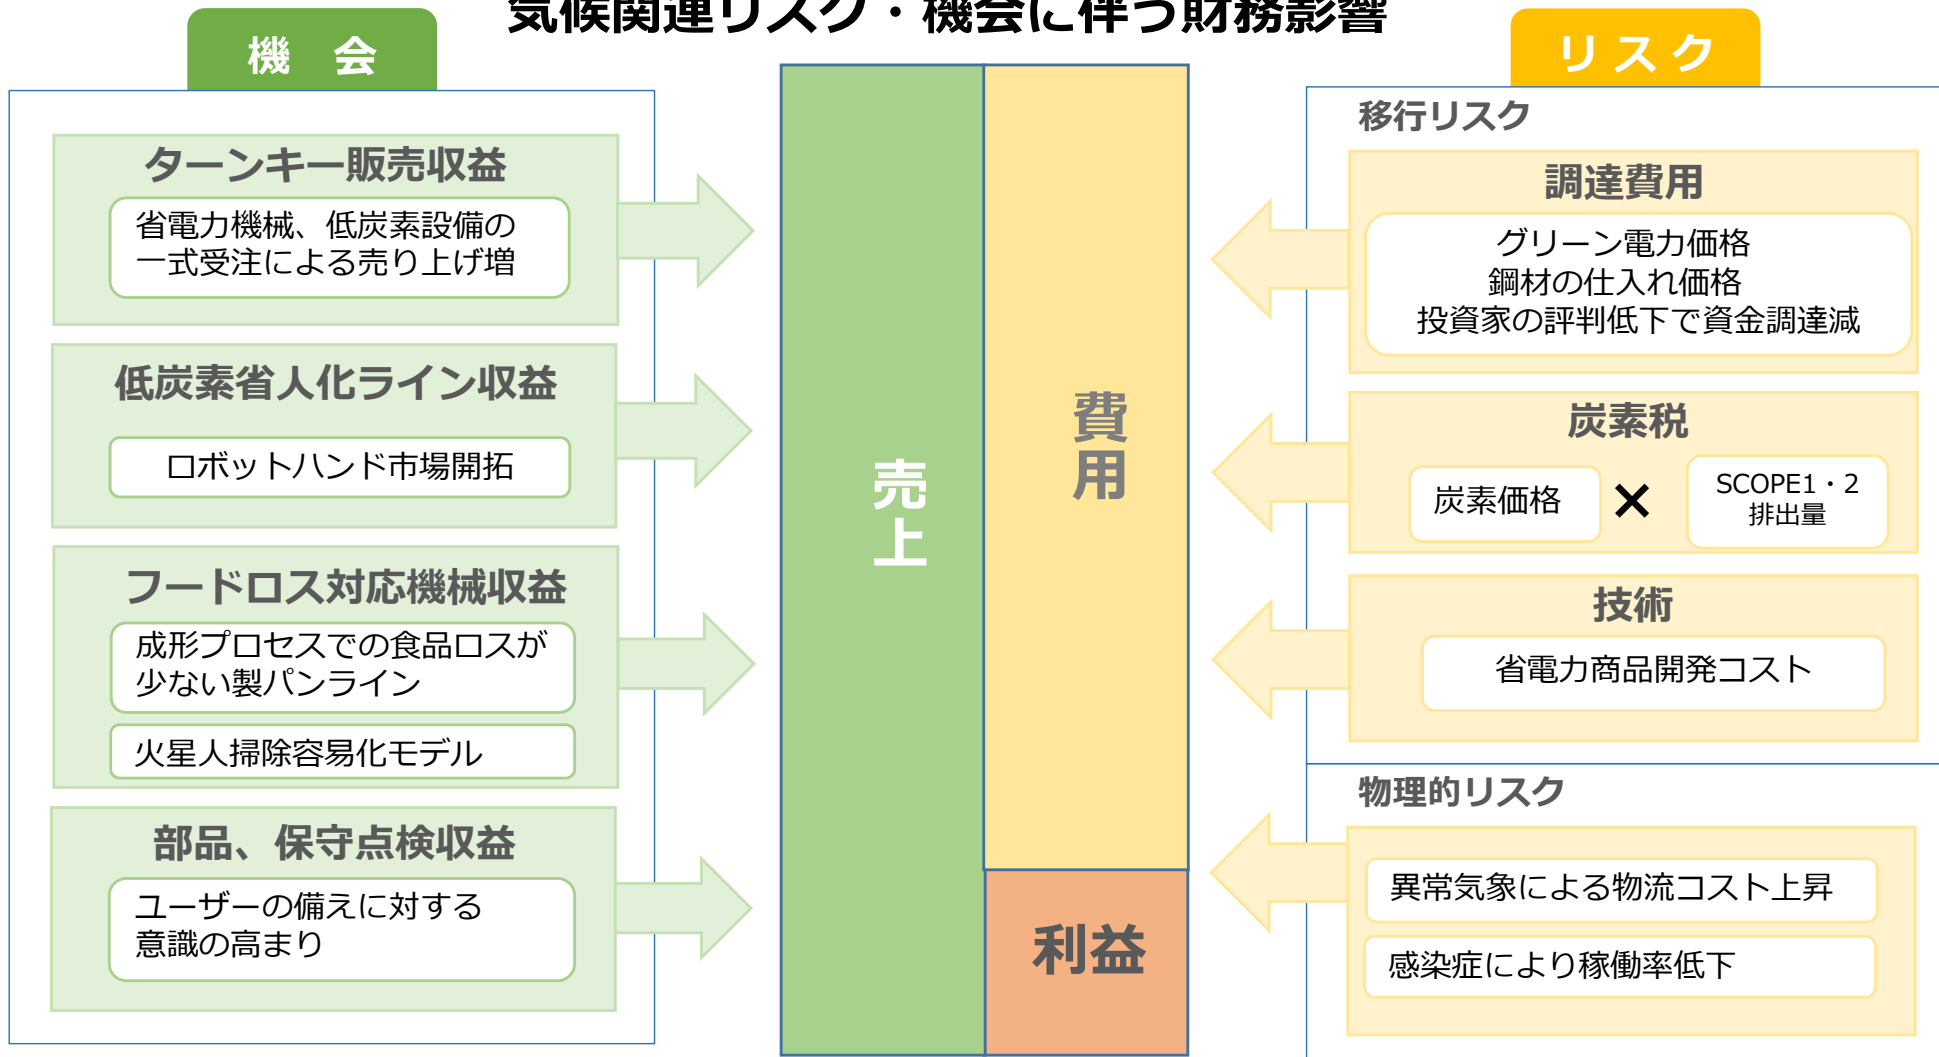 気候関連リスク・機会に伴う財務影響
機 会
ターンキー販売収益
省電力機械、低炭素設備の
一式受注による売り上げ増
低炭素省人化ライン収益
ロボットハンド市場開拓
フードロス対応機械収益
成形プロセスでの食品ロスが
少ない製パンライン
火星人掃除容易化モデル
部品、保守点検収益
ユーザーの備えに対する
意識の高まり
売上
費用
利益
リスク
移行リスク
調達費用
グリーン電力価格
鋼材の仕入れ価格
投資家の評判低下で資金調達減
炭素税
炭素価格 × SCOPE1・2
排出量
技術
省電力商品開発コスト
物理的リスク
異常気象による物流コスト上昇
感染症により稼働率低下